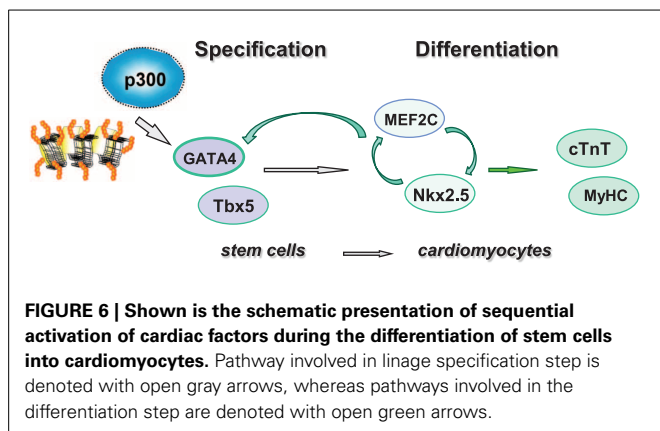 Specification Differentiation
p300
MEF2C
GATA4
cTnT
Tbx5
Nkx2.5
MyHC
stem cells cardiomyocytes
FIGURE 6 | Shown is the schematic presentation of sequential
activation of cardiac factors during the differentiation of stem cells
into cardiomyocytes. Pathway involved in linage specification step is
denoted with open gray arrows, whereas pathways involved in the
differentiation step are denoted with open green arrows.